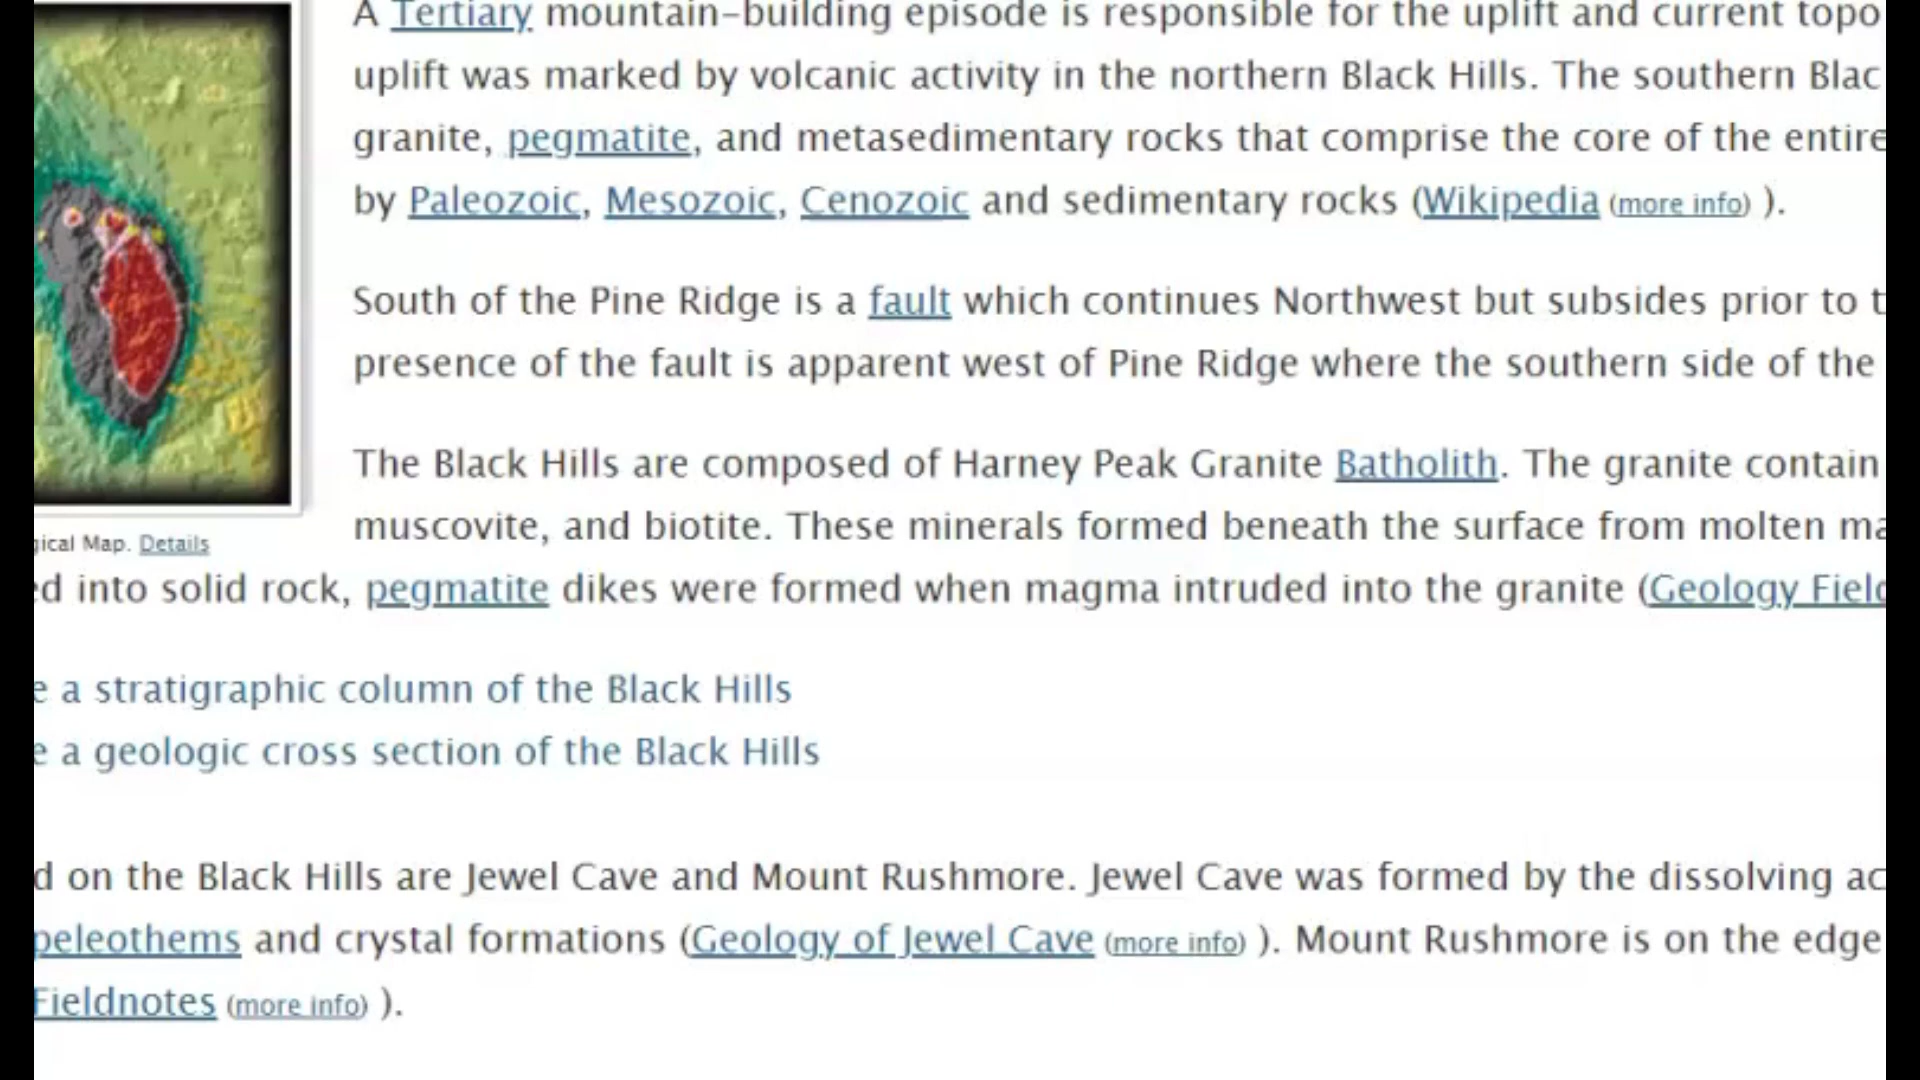 A Tertiary mountain-building episode is responsible for the uplift and current topo
uplift was marked by volcanic activity in the northern Black Hills. The southern Blac
granite, pegmatite, and metasedimentary rocks that comprise the core of the entire
by Paleozoic, Mesozoic, Cenozoic and sedimentary rocks (Wikipedia (more info) ).
South of the Pine Ridge is a fault which continues Northwest but subsides prior to t
presence of the fault is apparent west of Pine Ridge where the southern side of the
The Black Hills are composed of Harney Peak Granite Batholith. The granite contain
muscovite, and biotite. These minerals formed beneath the surface from molten ma
gical Map. Details
ed into solid rock, pegmatite dikes were formed when magma intruded into the granite (Geology Field
e a stratigraphic column of the Black Hills
e a geologic cross section of the Black Hills
d on the Black Hills are Jewel Cave and Mount Rushmore. Jewel Cave was formed by the dissolving ac
peleothems and crystal formations (Geology of Jewel Cave (more info) ). Mount Rushmore is on the edge
Fieldnotes (more info) ).